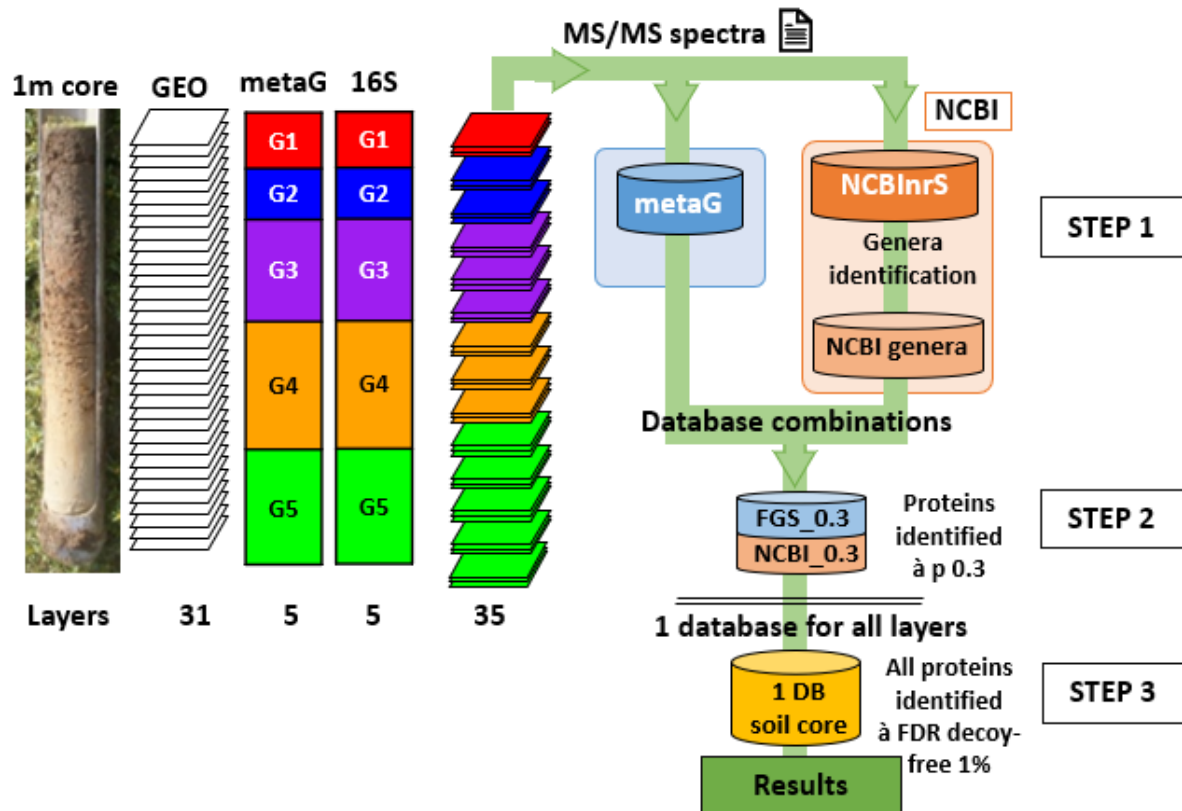 MS/MS spectra
1m core
GEO
metaG
16S
G1
G2
G3
G4
G5
G1
G2
G3
G4
G5
Layers
31
5
5
35
NCBI
metaG
NCBInrS
Genera
identification
NCBI genera
STEP 1
Database combinations
FGS_0.3
NCBI_0.3
Proteins
identified
à p 0.3
STEP 2
1 database for all layers
1 DB
soil core
All proteins
identified
à FDR decoy-
free 1%
STEP 3
Results